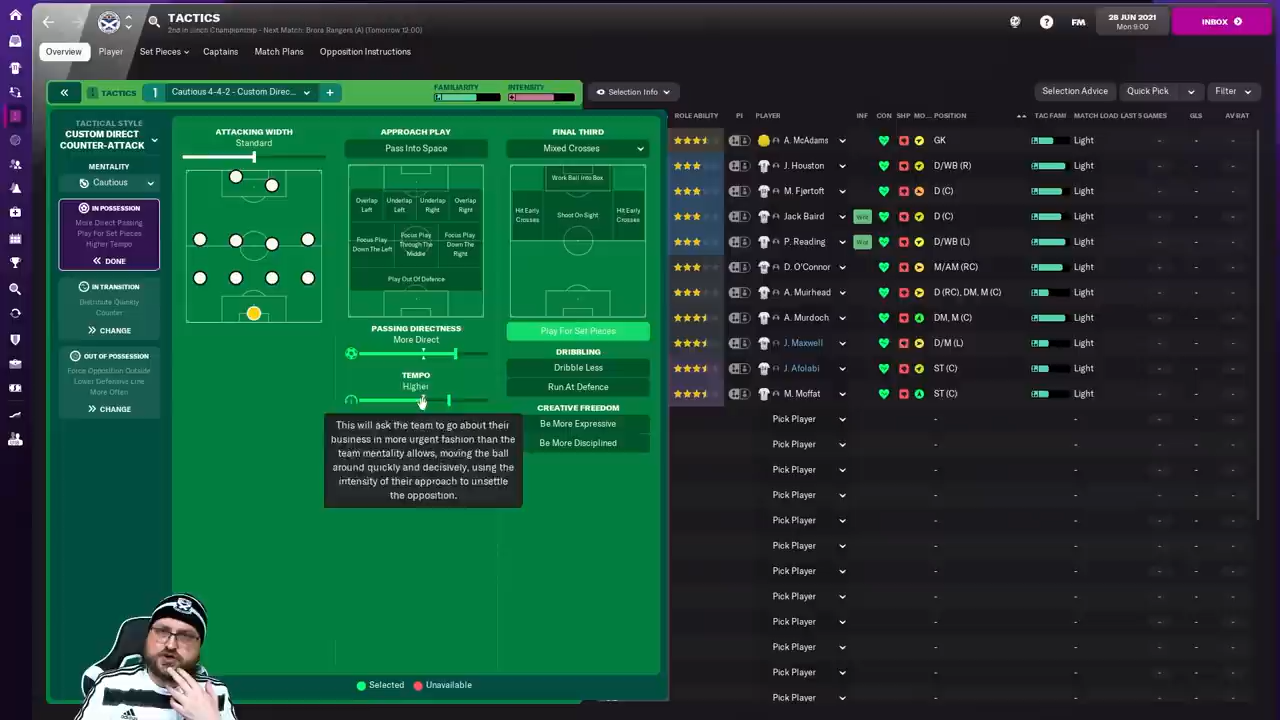 TACTICS
2nd in cinch Championship - Next Match: Brora Rangers (A) (Tomorrow 12:00)
FM
28 JUN 2021
Mon 9:00
INBOX
Overview
Player
Set Pieces
Captains
Match Plans
Opposition Instructions
TACTICS
1
Cautious 4-4-2 - Custom Direc...
FAMILIARITY
INTENSITY
Selection Info
Selection Advice
Quick Pick
Filter
TACTICAL STYLE
CUSTOM DIRECT
COUNTER-ATTACK
MENTALITY
Cautious
IN POSSESSION
More Direct Passing
Play For Set Pieces
Higher Tempo
DONE
IN TRANSITION
Distribute Quickly
Counter
CHANGE
OUT OF POSSESSION
Force Opposition Outside
Lower Defensive Line
More Often
CHANGE
ATTACKING WIDTH
Standard
APPROACH PLAY
Pass Into Space
Overlap Left
Underlap Left
Underlap Right
Overlap Right
Focus Play Down The Left
Focus Play Through The Middle
Focus Play Down The Right
Play Out Of Defence
PASSING DIRECTNESS
More Direct
TEMPO
Higher
This will ask the team to go about their
business in more urgent fashion than the
team mentality allows, moving the ball
around quickly and decisively, using the
intensity of their approach to unsettle
the opposition.
FINAL THIRD
Mixed Crosses
Work Ball Into Box
Hit Early Crosses
Shoot On Sight
Hit Early Crosses
Play For Set Pieces
DRIBBLING
Dribble Less
Run At Defence
CREATIVE FREEDOM
Be More Expressive
Be More Disciplined
Selected
Unavailable
ROLE ABILITY PI PLAYER INF CON SHP MO... POSITION TAC FAMI MATCH LOAD LAST 5 GAMES GLS AV RAT
A. McAdams GK Light
J. Houston D/WB (R) Light
M. Fjørtoft D (C) Light
Jack Baird Wnt D (C) Light
P. Reading Wnt D/WB (L) Light
D. O'Connor M/AM (RC) Light
A. Muirhead D (RC), DM, M (C) Light
A. Murdoch DM, M (C) Light
J. Maxwell D/M (L) Light
J. Afolabi ST (C) Light
M. Moffat ST (C) Light
Pick Player - - - -
Pick Player - - - -
Pick Player - - - -
Pick Player - - - -
Pick Player - - - -
Pick Player - - - -
Pick Player - - - -
Pick Player - - - -
Pick Player - - - -
Pick Player - - - -
Pick Player - - - -
Pick Player - - - -